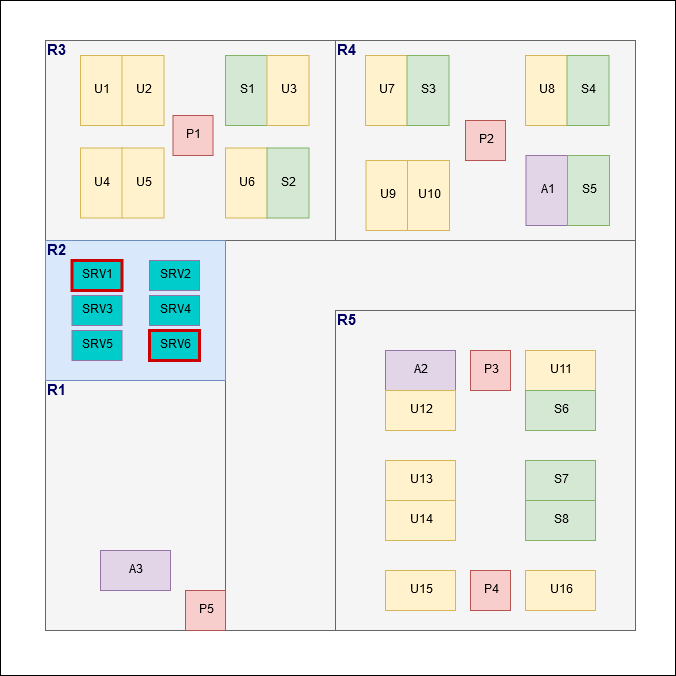 R3
R4
U1 U2 S1 U3 U7 S3 U8 S4
P1 P2
U4 U5 U6 S2 U9 U10 A1 S5
R2
SRV1 SRV2
SRV3 SRV4
SRV5 SRV6
R5
A2 P3 U11
U12 S6
R1
U13 S7
U14 S8
A3
U15 P4 U16
P5